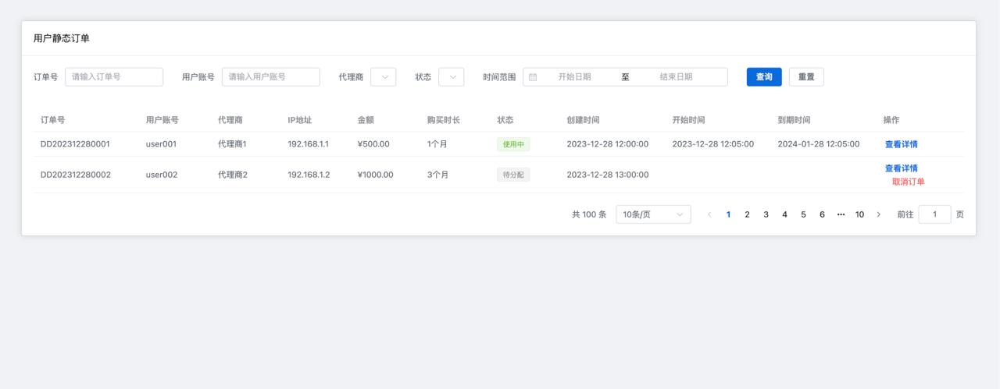 用户静态订单
订单号 请输入订单号 用户账号 请输入用户账号 代理商 状态 时间范围 开始日期 至 结束日期 查询 重置
订单号 用户账号 代理商 IP地址 金额 购买时长 状态 创建时间 开始时间 到期时间 操作
DD202312280001 user001 代理商1 192.168.1.1 ¥500.00 1个月 使用中 2023-12-28 12:00:00 2023-12-28 12:05:00 2024-01-28 12:05:00 查看详情
DD202312280002 user002 代理商2 192.168.1.2 ¥1000.00 3个月 待分配 2023-12-28 13:00:00 查看详情
取消订单
共 100 条 10条/页 1 2 3 4 5 6 ••• 10 前往 1 页